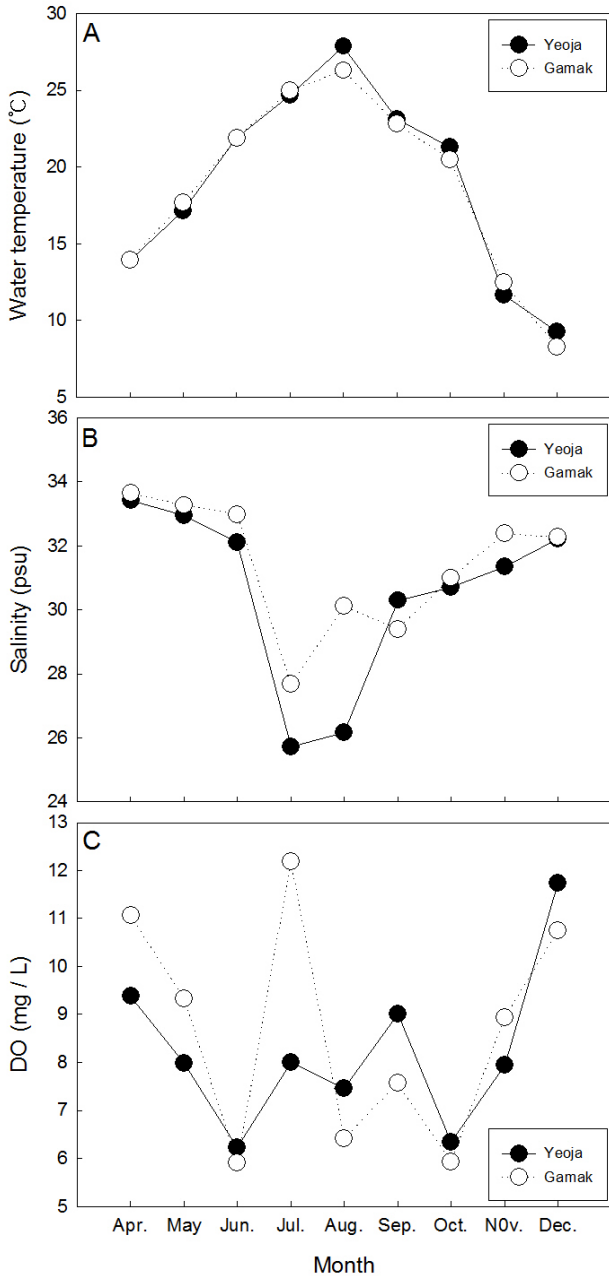 A
Water temperature (℃)
30
25
20
15
10
5
Yeoja
Gamak
B
Salinity (psu)
36
34
32
30
28
26
24
Yeoja
Gamak
C
DO (mg / L)
13
12
11
10
9
8
7
6
5
Yeoja
Gamak
Apr. May Jun. Jul. Aug. Sep. Oct. N0v. Dec.
Month